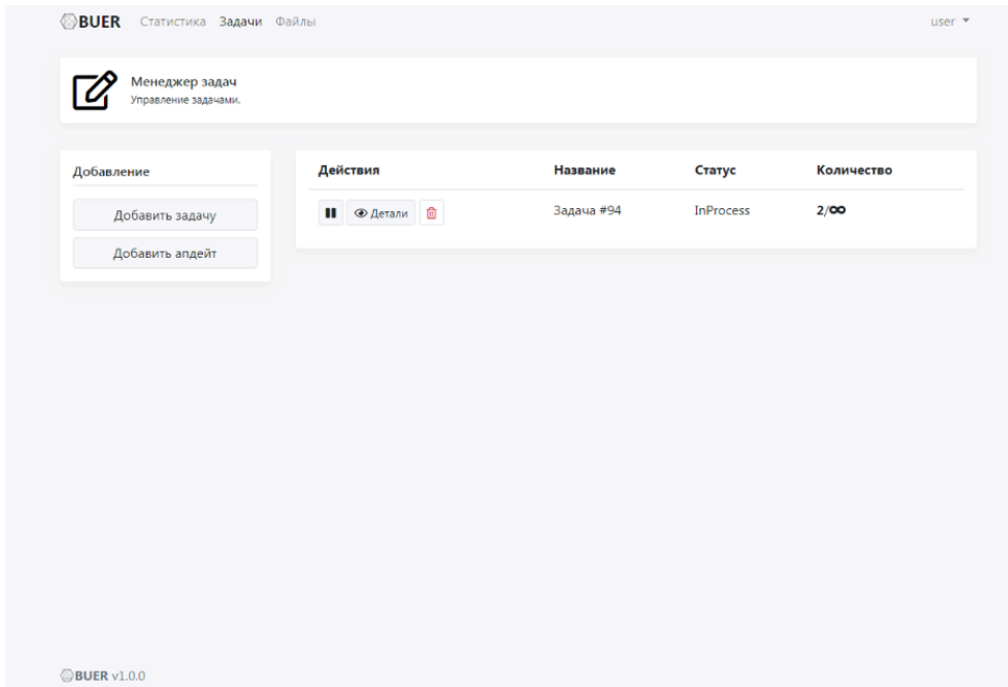 BUER Статистика Задачи Файлы user
Менеджер задач
Управление задачами.
Добавление
Добавить задачу
Добавить апдейт
Действия Название Статус Количество
Детали Задача #94 InProcess 2/∞
BUER v1.0.0